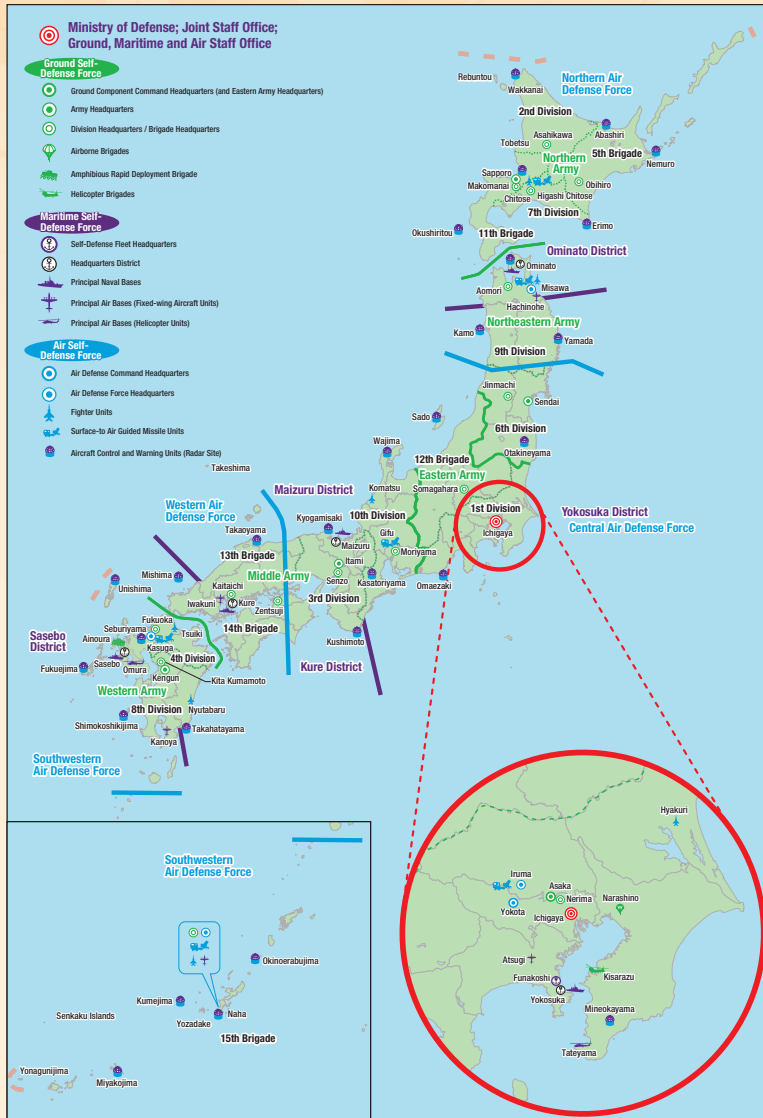 Ministry of Defense; Joint Staff Office;
Ground, Maritime and Air Staff Office
Ground Self-
Defense Force
Ground Component Command Headquarters (and Eastern Army Headquarters)
Army Headquarters
Division Headquarters / Brigade Headquarters
Airborne Brigades
Amphibious Rapid Deployment Brigade
Helicopter Brigades
Maritime Self-
Defense Force
Self-Defense Fleet Headquarters
Headquarters District
Principal Naval Bases
Principal Air Bases (Fixed-wing Aircraft Units)
Principal Air Bases (Helicopter Units)
Air Self-
Defense Force
Air Defense Command Headquarters
Air Defense Force Headquarters
Fighter Units
Surface-to Air Guided Missile Units
Aircraft Control and Warning Units (Radar Site)
Rebuntou
Wakkanai
Northern Air
Defense Force
2nd Division
Asahikawa
Abashiri
Tobetsu
5th Brigade
Northern
Army
Nemuro
Sapporo
Makomanai
Obihiro
Chitose
Higashi Chitose
7th Division
Erimo
Okushiritou
11th Brigade
Ominato District
Ominato
Aomori
Misawa
Hachinohe
Northeastern Army
Kamo
Yamada
9th Division
Jinmachi
Sendai
Sado
6th Division
Otakineyama
Wajima
12th Brigade
Eastern Army
Takeshima
Komatsu
Somagahara
Maizuru District
1st Division
Yokosuka District
Western Air
Defense Force
10th Division
Ichigaya
Central Air Defense Force
Kyogamisaki
Gifu
Takaoyama
Maizuru
Moriyama
13th Brigade
Itami
Middle Army
Senzo
Kasatoriyama
Omaezaki
Mishima
Kaitaichi
3rd Division
Unishima
Iwakuni
Kure
Zentsuji
Fukuoka
14th Brigade
Kushimoto
Sasebo
District
Seburiyama
Tsuiki
Ainoura
Kasuga
Kure District
Sasebo
Omura
4th Division
Fukuejima
Kengun
Kita Kumamoto
Western Army
8th Division
Nyutabaru
Shimokoshikijima
Takahatayama
Kanoya
Southwestern
Air Defense Force
Southwestern
Air Defense Force
Okinoerabujima
Kumejima
Naha
Senkaku Islands
Yozadake
15th Brigade
Yonagunijima
Miyakojima
Hyakuri
Iruma
Asaka
Nerima
Yokota
Narashino
Ichigaya
Atsugi
Funakoshi
Kisarazu
Yokosuka
Mineokayama
Tateyama